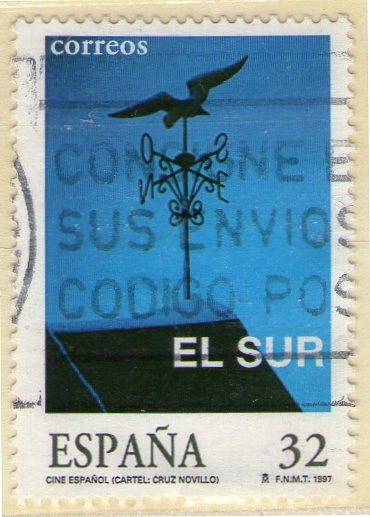 correos
CONSIGNE E
SUS ENVIOS
CODIGO POS
EL SUR
ESPAÑA 32
CINE ESPAÑOL (CARTEL: CRUZ NOVILLO) F.N.M.T. 1997